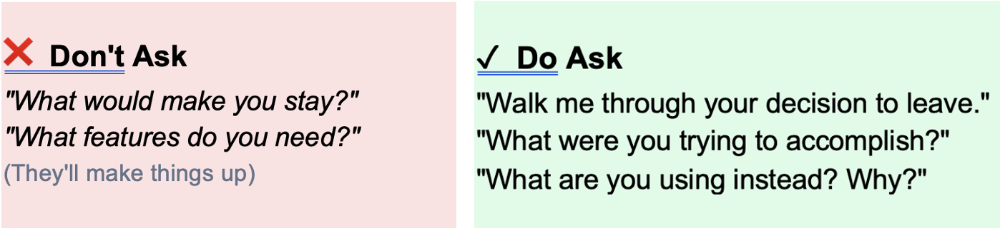 ❌ Don't Ask
"What would make you stay?"
"What features do you need?"
(They'll make things up)
✓ Do Ask
"Walk me through your decision to leave."
"What were you trying to accomplish?"
"What are you using instead? Why?"